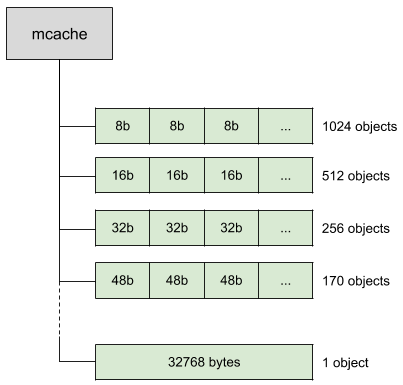 mcache
8b 8b 8b ... 1024 objects
16b 16b 16b ... 512 objects
32b 32b 32b ... 256 objects
48b 48b 48b ... 170 objects
32768 bytes 1 object